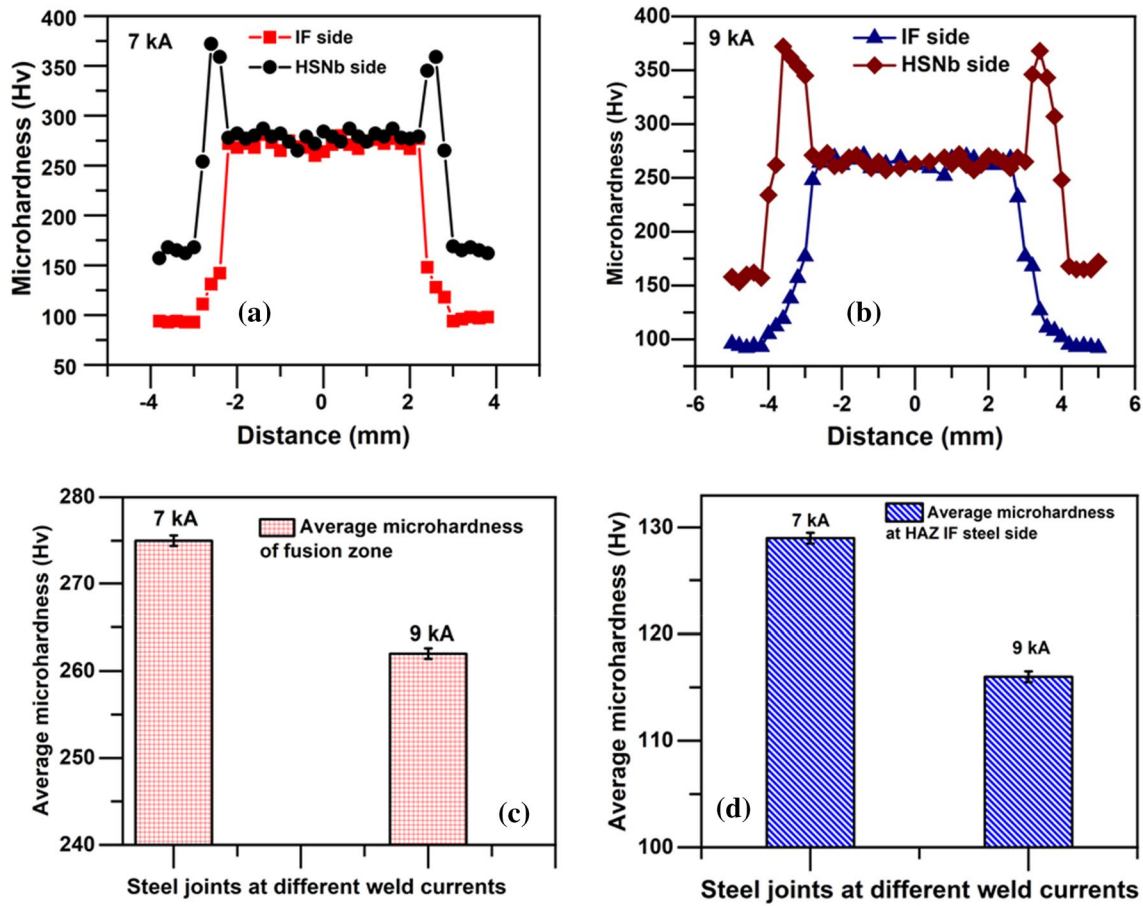 400
350
300
250
200
150
100
50
7 kA
IF side
HSNb side
(a)
-4
-2
0
2
4
Distance (mm)
Microhardness (Hv)
400
350
300
250
200
150
100
9 kA
IF side
HSNb side
(b)
-6
-4
-2
0
2
4
6
Distance (mm)
Microhardness (Hv)
280
270
260
250
240
7 kA
Average microhardness
of fusion zone
9 kA
(c)
Steel joints at different weld currents
Average microhardness (Hv)
130
120
110
100
7 kA
Average microhardness
at HAZ IF steel side
9 kA
(d)
Steel joints at different weld currents
Average microhardness (Hv)